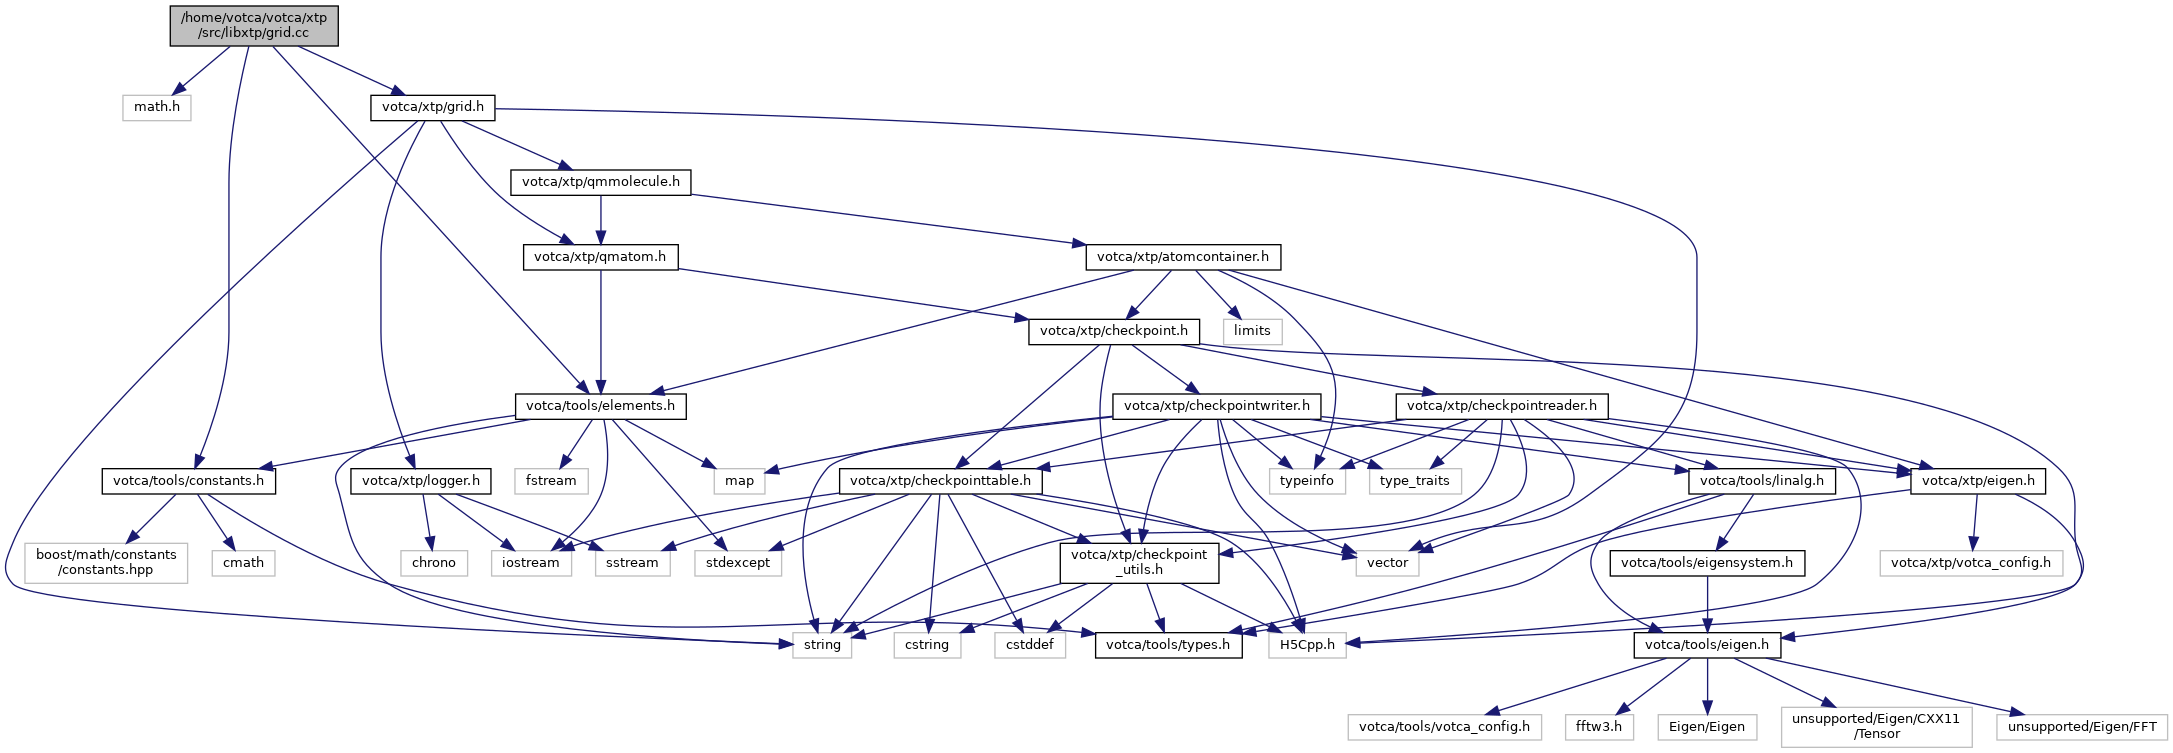 /home/votca/votca/xtp
/src/libxtp/grid.cc
math.h
votca/xtp/grid.h
votca/xtp/qmmolecule.h
votca/xtp/qmatom.h
votca/xtp/atomcontainer.h
votca/xtp/checkpoint.h
limits
votca/tools/elements.h
votca/xtp/checkpointwriter.h
votca/xtp/checkpointreader.h
votca/tools/constants.h
votca/xtp/logger.h
fstream
map
votca/xtp/checkpointtable.h
typeinfo
type_traits
votca/tools/linalg.h
votca/xtp/eigen.h
boost/math/constants
/constants.hpp
cmath
chrono
iostream
sstream
stdexcept
votca/xtp/checkpoint
_utils.h
vector
votca/tools/eigensystem.h
votca/xtp/votca_config.h
string
cstring
cstddef
votca/tools/types.h
H5Cpp.h
votca/tools/eigen.h
votca/tools/votca_config.h
fftw3.h
Eigen/Eigen
unsupported/Eigen/CXX11
/Tensor
unsupported/Eigen/FFT